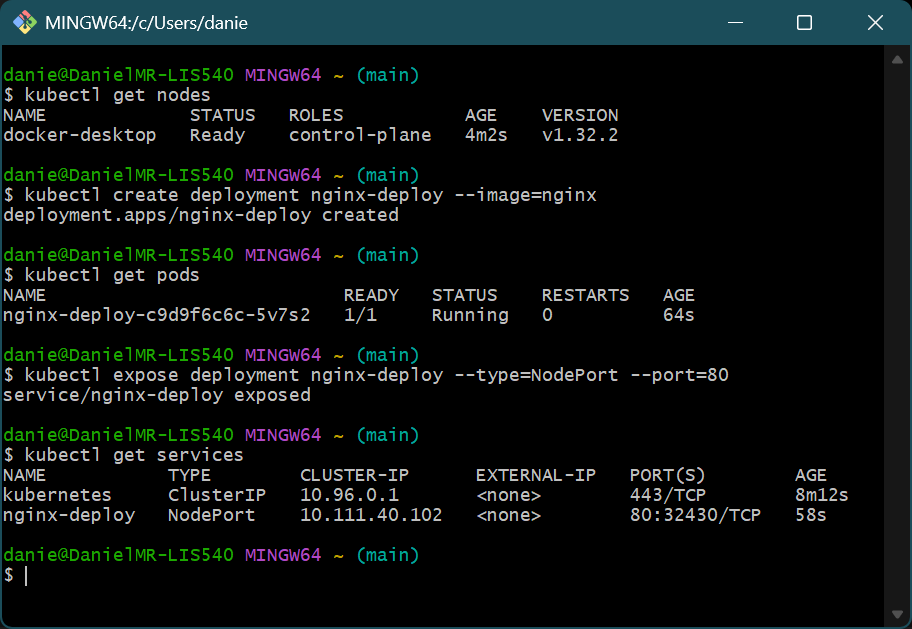 MINGW64:/c/Users/danie
danie@DanielMR-LIS540 MINGW64 ~ (main)
$ kubectl get nodes
NAME             STATUS   ROLES           AGE    VERSION
docker-desktop   Ready    control-plane   4m2s   v1.32.2
danie@DanielMR-LIS540 MINGW64 ~ (main)
$ kubectl create deployment nginx-deploy --image=nginx
deployment.apps/nginx-deploy created
danie@DanielMR-LIS540 MINGW64 ~ (main)
$ kubectl get pods
NAME                           READY   STATUS    RESTARTS   AGE
nginx-deploy-c9d9f6c6c-5v7s2   1/1     Running   0          64s
danie@DanielMR-LIS540 MINGW64 ~ (main)
$ kubectl expose deployment nginx-deploy --type=NodePort --port=80
service/nginx-deploy exposed
danie@DanielMR-LIS540 MINGW64 ~ (main)
$ kubectl get services
NAME           TYPE        CLUSTER-IP      EXTERNAL-IP   PORT(S)        AGE
kubernetes     ClusterIP   10.96.0.1       <none>        443/TCP        8m12s
nginx-deploy   NodePort    10.111.40.102   <none>        80:32430/TCP   58s
danie@DanielMR-LIS540 MINGW64 ~ (main)
$